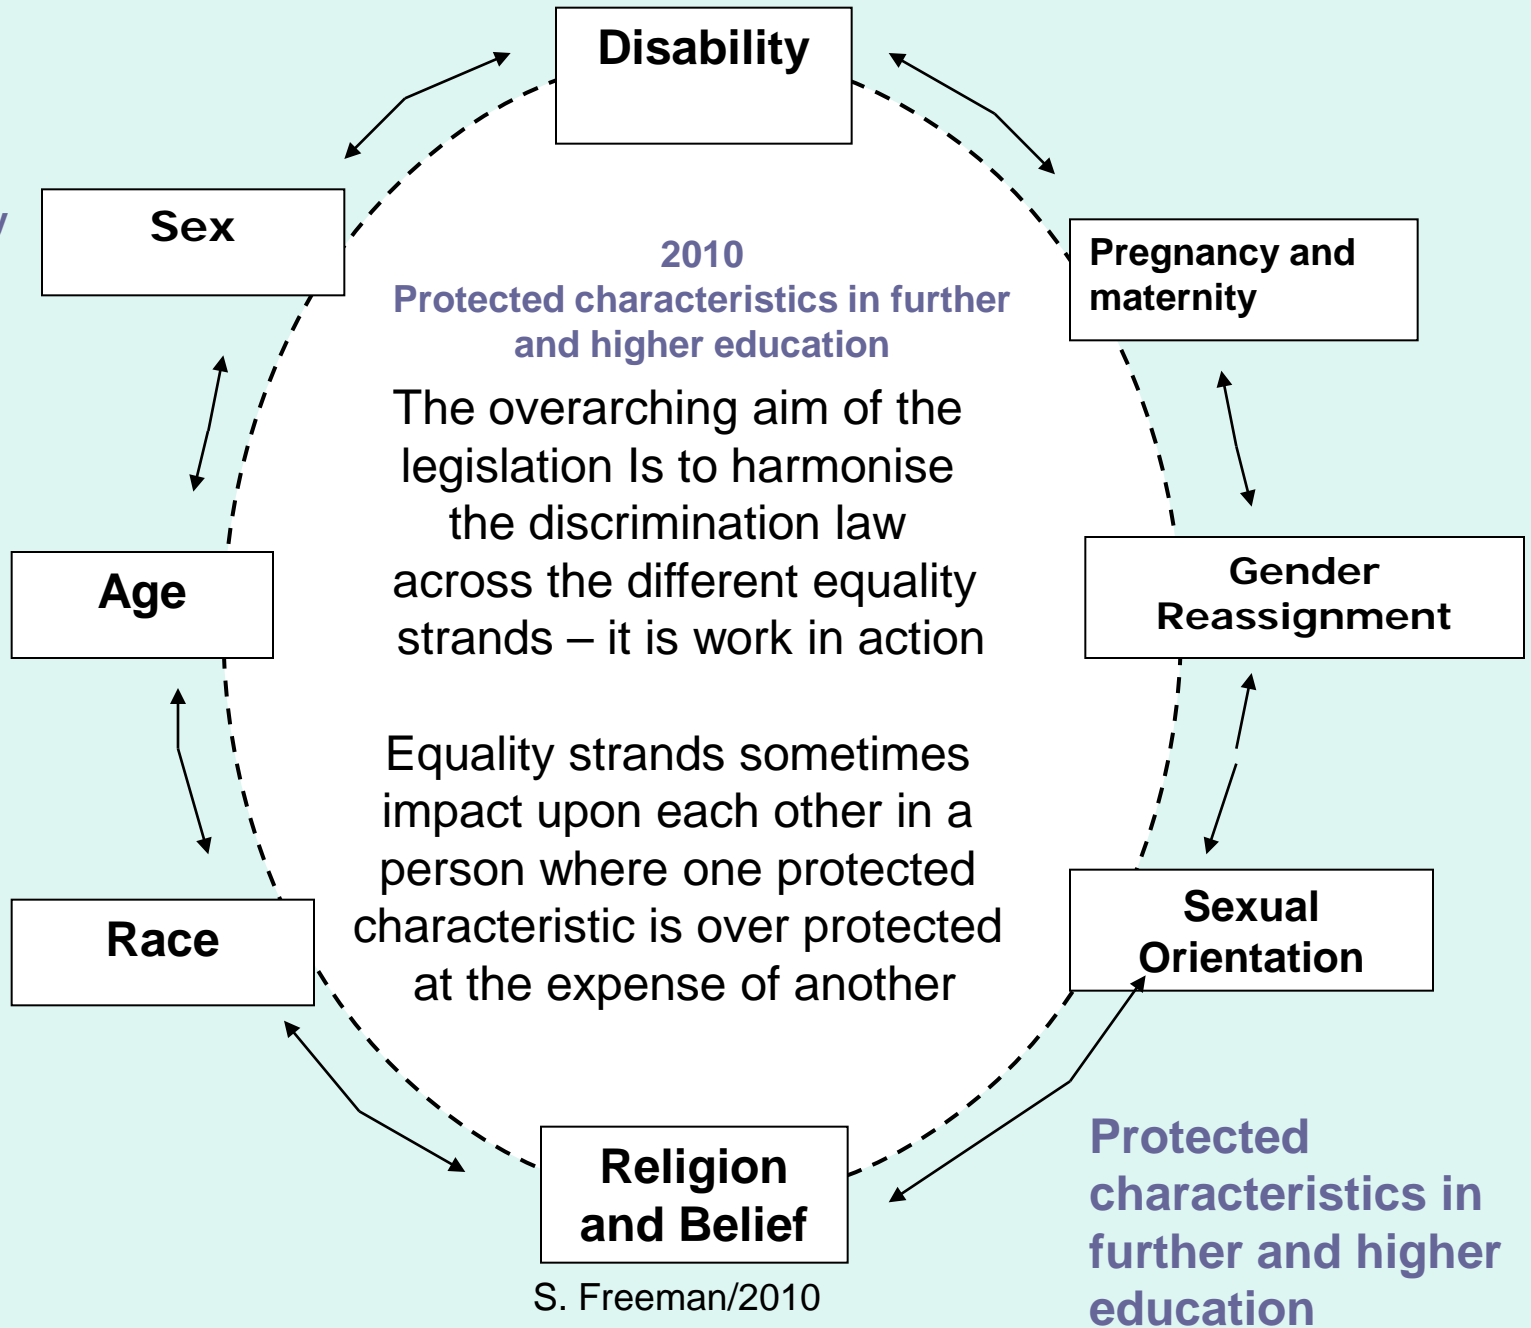 Disability
Sex
y
Pregnancy and
maternity
2010
Protected characteristics in further
and higher education
The overarching aim of the
legislation Is to harmonise
the discrimination law
across the different equality
strands – it is work in action
Age
Gender
Reassignment
Equality strands sometimes
impact upon each other in a
person where one protected
characteristic is over protected
at the expense of another
Race
Sexual
Orientation
Religion
and Belief
Protected
characteristics in
further and higher
education
S. Freeman/2010